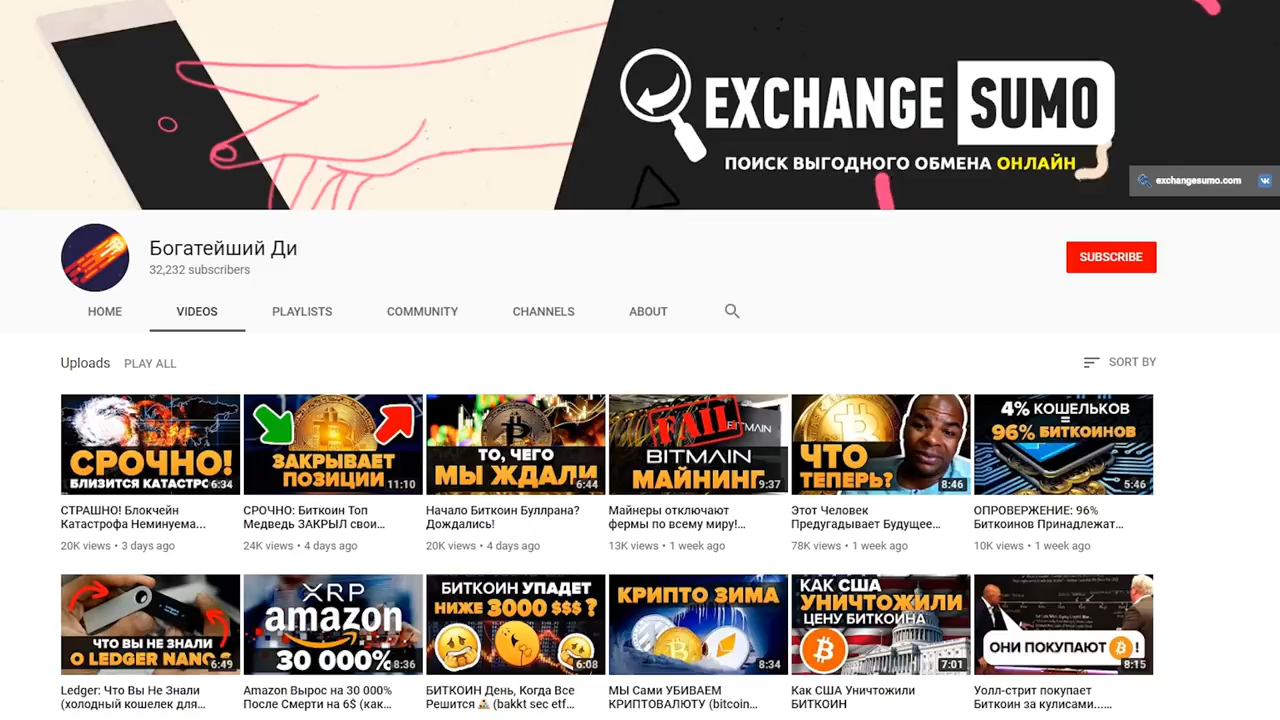 EXCHANGE SUMO
ПОИСК ВЫГОДНОГО ОБМЕНА ОНЛАЙН
exchangesumo.com
Богатейший Ди
32,232 subscribers
SUBSCRIBE
HOME VIDEOS PLAYLISTS COMMUNITY CHANNELS ABOUT
Uploads PLAY ALL
SORT BY
СРОЧНО!
БЛИЗИТСЯ КАТАСТРО
6:34
ЗАКРЫВАЕТ
ПОЗИЦИИ
11:10
ТО, ЧЕГО
МЫ ЖДАЛИ
6:44
FAIL
BITMAIN
BITMAIN
МАЙНИНГ
9:37
ЧТО
ТЕПЕРЬ?
8:46
4% КОШЕЛЬКОВ
=
96% БИТКОИНОВ
5:46
СТРАШНО! Блокчейн
Катастрофа Неминуема...
20K views • 3 days ago
СРОЧНО: Биткоин Топ
Медведь ЗАКРЫЛ свои...
24K views • 4 days ago
Начало Биткоин Буллрана?
Дождались!
20K views • 4 days ago
Майнеры отключают
фермы по всему миру!...
13K views • 1 week ago
Этот Человек
Предугадывает Будущее...
78K views • 1 week ago
ОПРОВЕРЖЕНИЕ: 96%
Биткоинов Принадлежат...
10K views • 1 week ago
ЧТО ВЫ НЕ ЗНАЛИ
О LEDGER NANO S
6:49
XRP
amazon
30 000%
8:36
БИТКОИН УПАДЕТ
НИЖЕ 3000 $$$ ?
6:08
КРИПТО ЗИМА
8:34
КАК США
УНИЧТОЖИЛИ
ЦЕНУ БИТКОИНА
7:01
ОНИ ПОКУПАЮТ !
8:15
Ledger: Что Вы Не Знали
(холодный кошелек для...
Amazon Вырос на 30 000%
После Смерти на 6$ (как...
БИТКОИН День, Когда Все
Решится (bakkt sec etf...
МЫ Сами УБИВАЕМ
КРИПТОВАЛЮТУ (bitcoin...
Как США Уничтожили
БИТКОИН
Уолл-стрит покупает
Биткоин за кулисами......